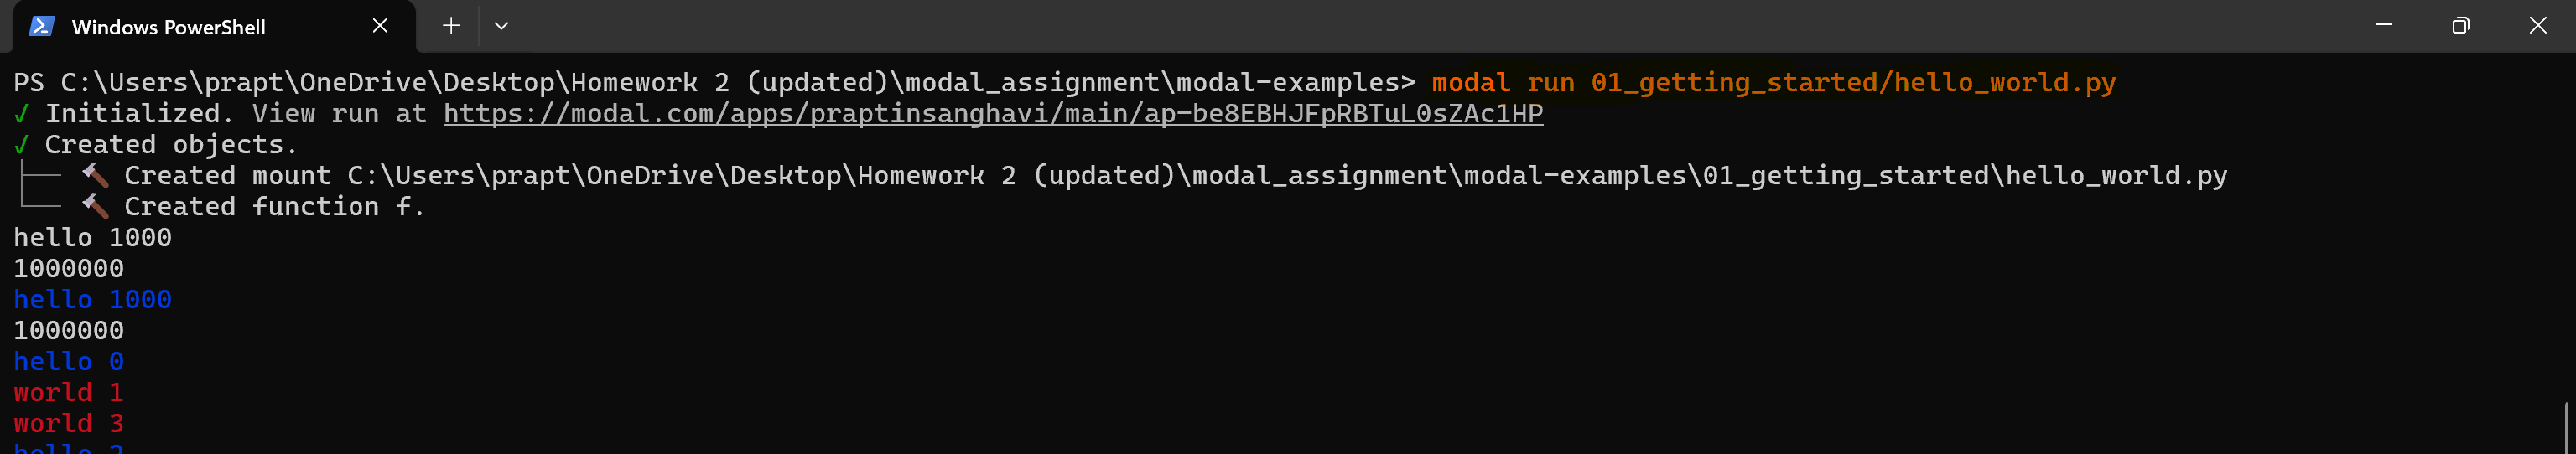 Windows PowerShell
PS C:\Users\prapt\OneDrive\Desktop\Homework 2 (updated)\modal_assignment\modal-examples> modal run 01_getting_started/hello_world.py
✓ Initialized. View run at https://modal.com/apps/praptinsanghavi/main/ap-be8EBHJFpRBTuL0sZAc1HP
✓ Created objects.
├── 🔨 Created mount C:\Users\prapt\OneDrive\Desktop\Homework 2 (updated)\modal_assignment\modal-examples\01_getting_started\hello_world.py
└── 🔨 Created function f.
hello 1000
1000000
hello 1000
1000000
hello 0
world 1
world 3
hello 2